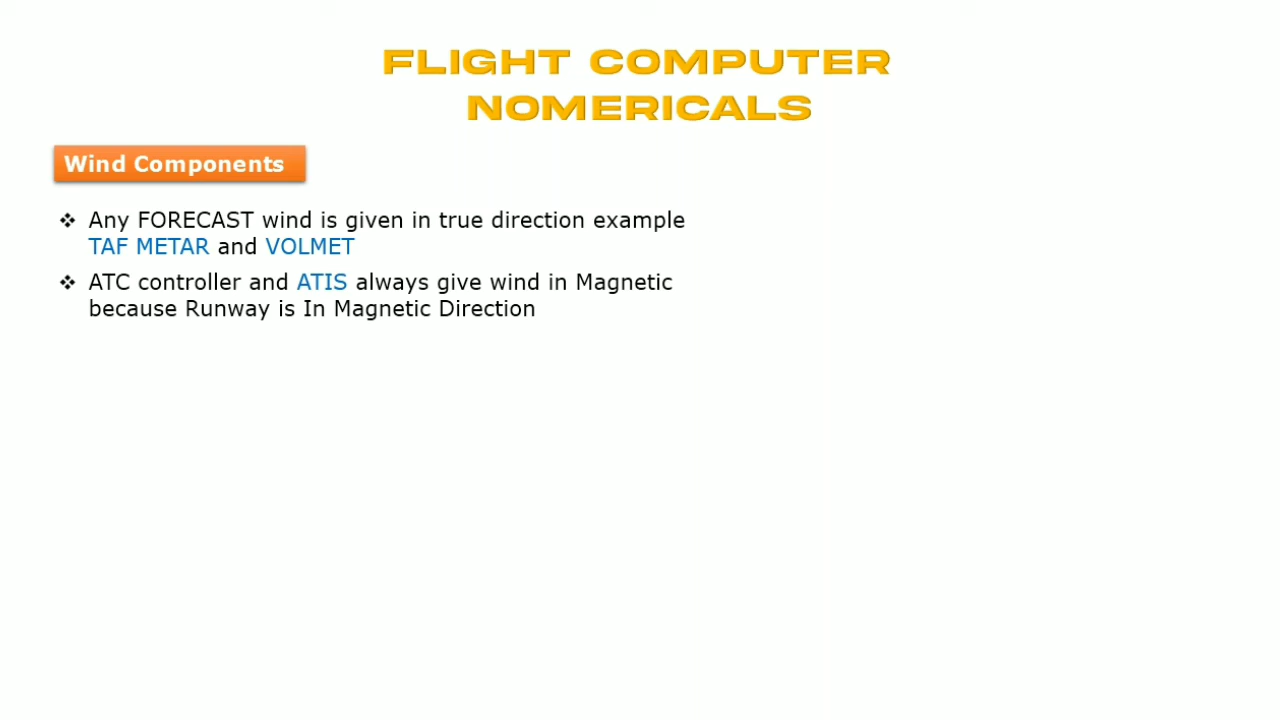 FLIGHT COMPUTER
NOMERICALS
Wind Components
❖ Any FORECAST wind is given in true direction example
TAF METAR and VOLMET
❖ ATC controller and ATIS always give wind in Magnetic
because Runway is In Magnetic Direction